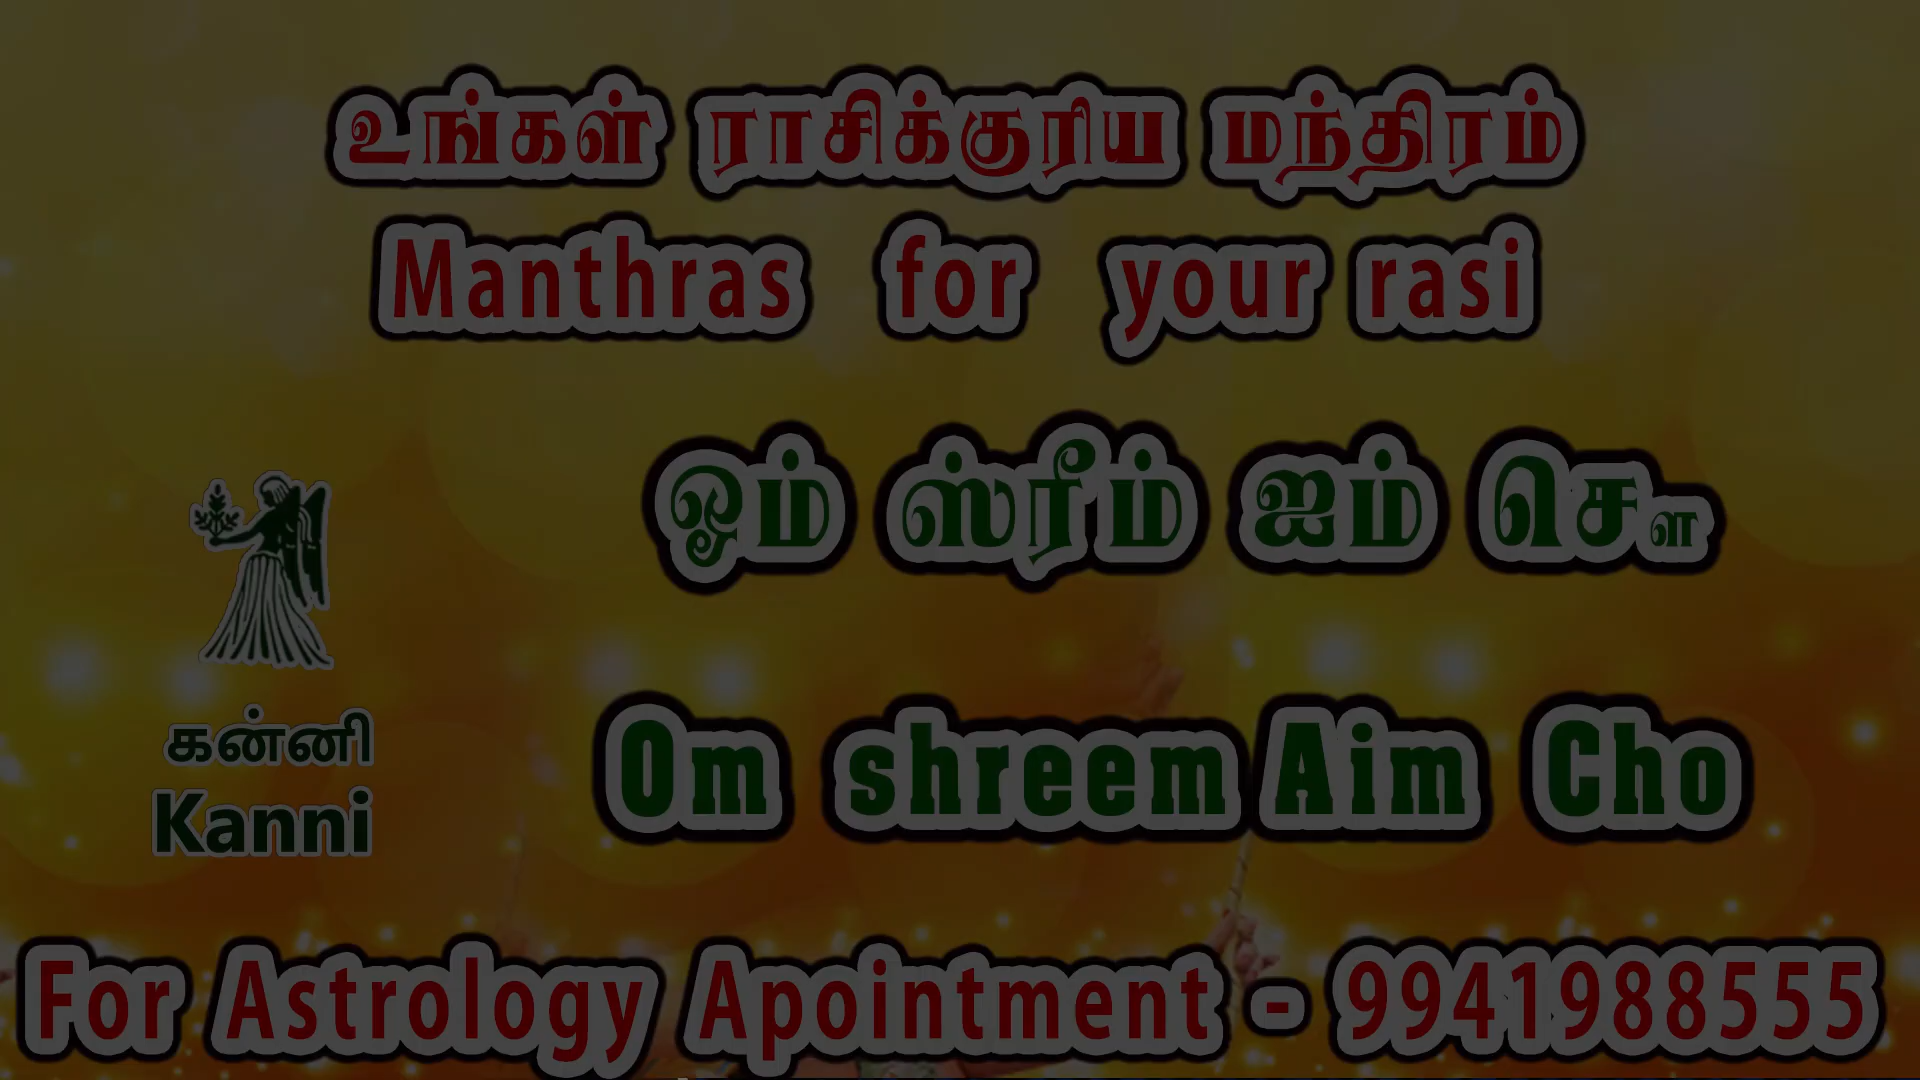 உங்கள் ராசிக்குரிய மந்திரம்
Manthras for your rasi
ஓம் ஸ்ரீம் ஐம் சௌ
கன்னி
Kanni
Om shreem Aim Cho
For Astrology Apointment - 9941988555